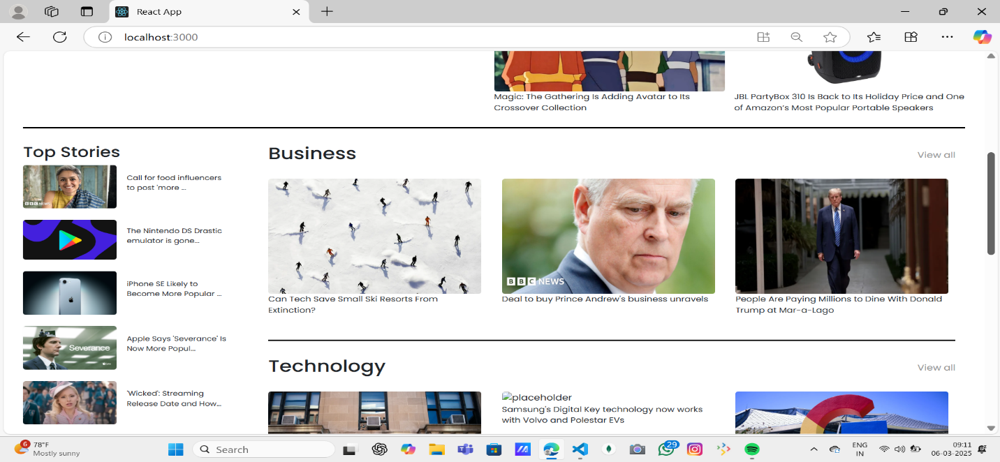 React App
localhost:3000
Magic: The Gathering Is Adding Avatar to Its
Crossover Collection
JBL PartyBox 310 Is Back to Its Holiday Price and One
of Amazon's Most Popular Portable Speakers
Top Stories
BBC NEWS
Call for food influencers
to post 'more ...
The Nintendo DS Drastic
emulator is gone...
iPhone SE Likely to
Become More Popular ...
Severance
Apple Says 'Severance' Is
Now More Popul...
'Wicked': Streaming
Release Date and How...
Business
View all
Can Tech Save Small Ski Resorts From
Extinction?
BBC NEWS
Deal to buy Prince Andrew's business unravels
People Are Paying Millions to Dine With Donald
Trump at Mar-a-Lago
Technology
View all
placeholder
Samsung's Digital Key technology now works
with Volvo and Polestar EVs
6
78°F
Mostly sunny
Search
29
ENG
IN
09:11
06-03-2025